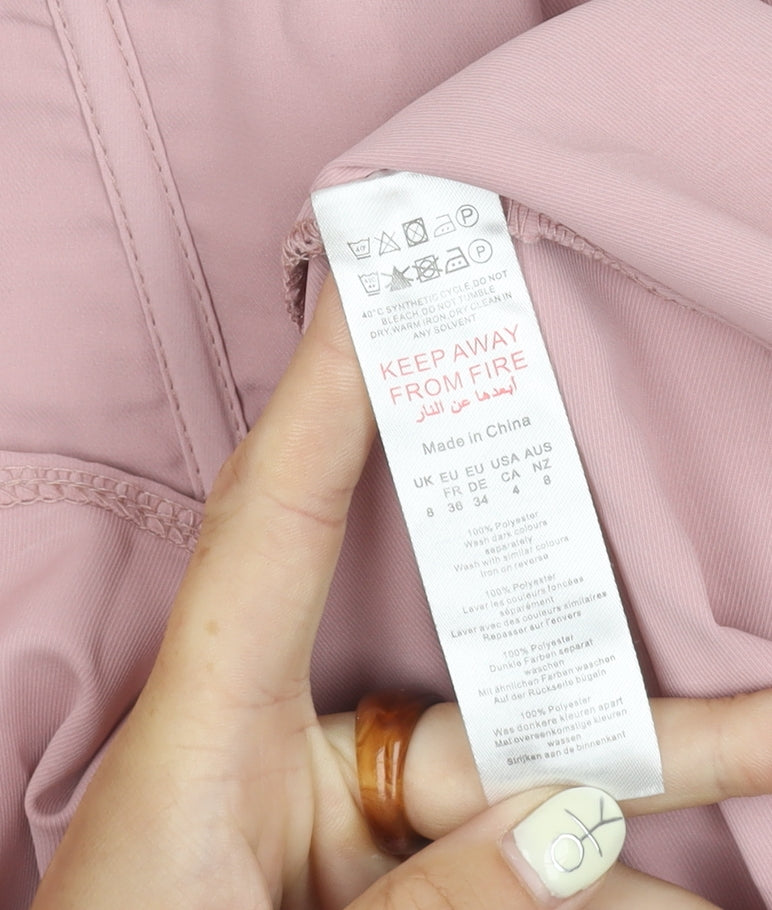 40°C SYNTHETIC CYCLE, DO NOT
BLEACH, DO NOT TUMBLE
DRY, WARM IRON, DRY CLEAN IN
ANY SOLVENT
KEEP AWAY
FROM FIRE
أبعدها عن النار
Made in China
UK EU EU USA AUS
FR DE CA NZ
8 36 34 4 8
100% Polyester
Wash dark colours
separately
Wash with similar colours
Iron on reverse
100% Polyester
Laver les couleurs foncées
séparément
Laver avec des couleurs similaires
Repasser sur l'envers
100% Polyester
Dunkle Farben separat
waschen
Mit ähnlichen Farben waschen
Auf der Rückseite bügeln
100% Polyester
Was donkere kleuren apart
Mat overwenkomstige kleuren
wassen
Strijken aan de binnenkant